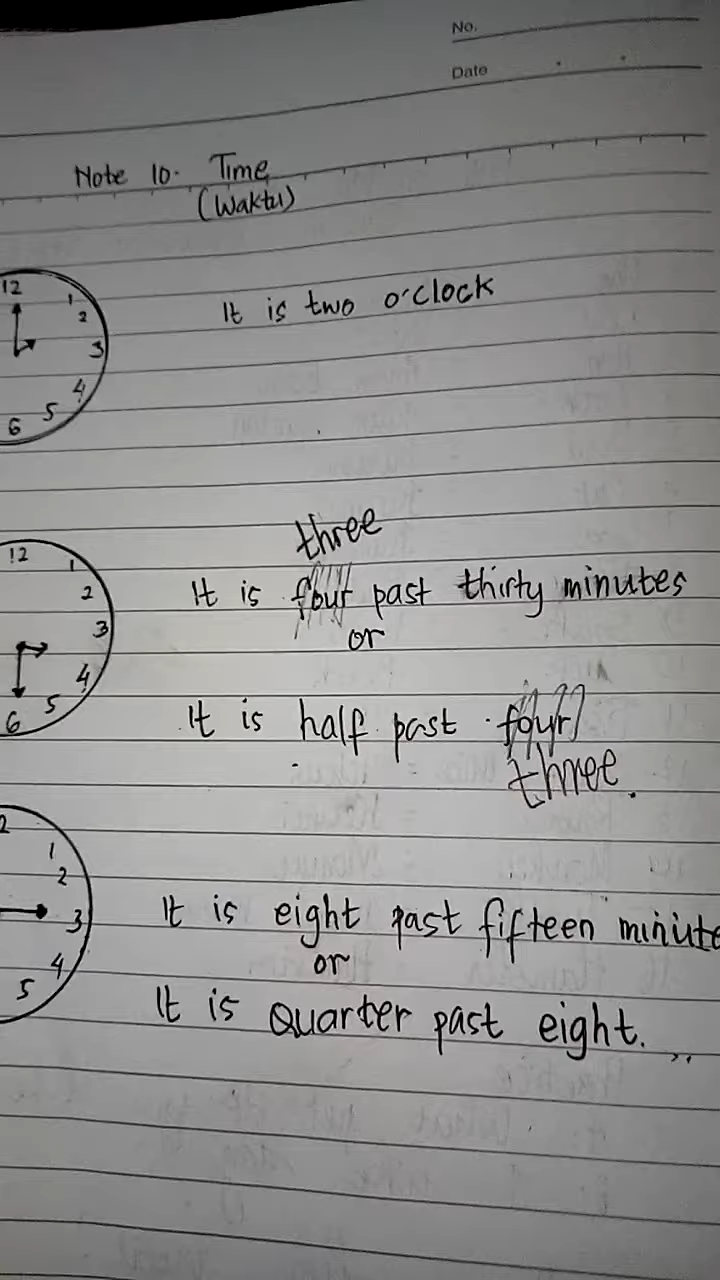 No.
Date
Note 10. Time
(Waktu)
12
1
2
3
4
5
6
It is two o'clock
12
1
2
3
4
5
6
three
It is four past thirty minutes
or
It is half past four
three.
2
1
2
3
4
5
It is eight past fifteen minute
or
It is Quarter past eight.